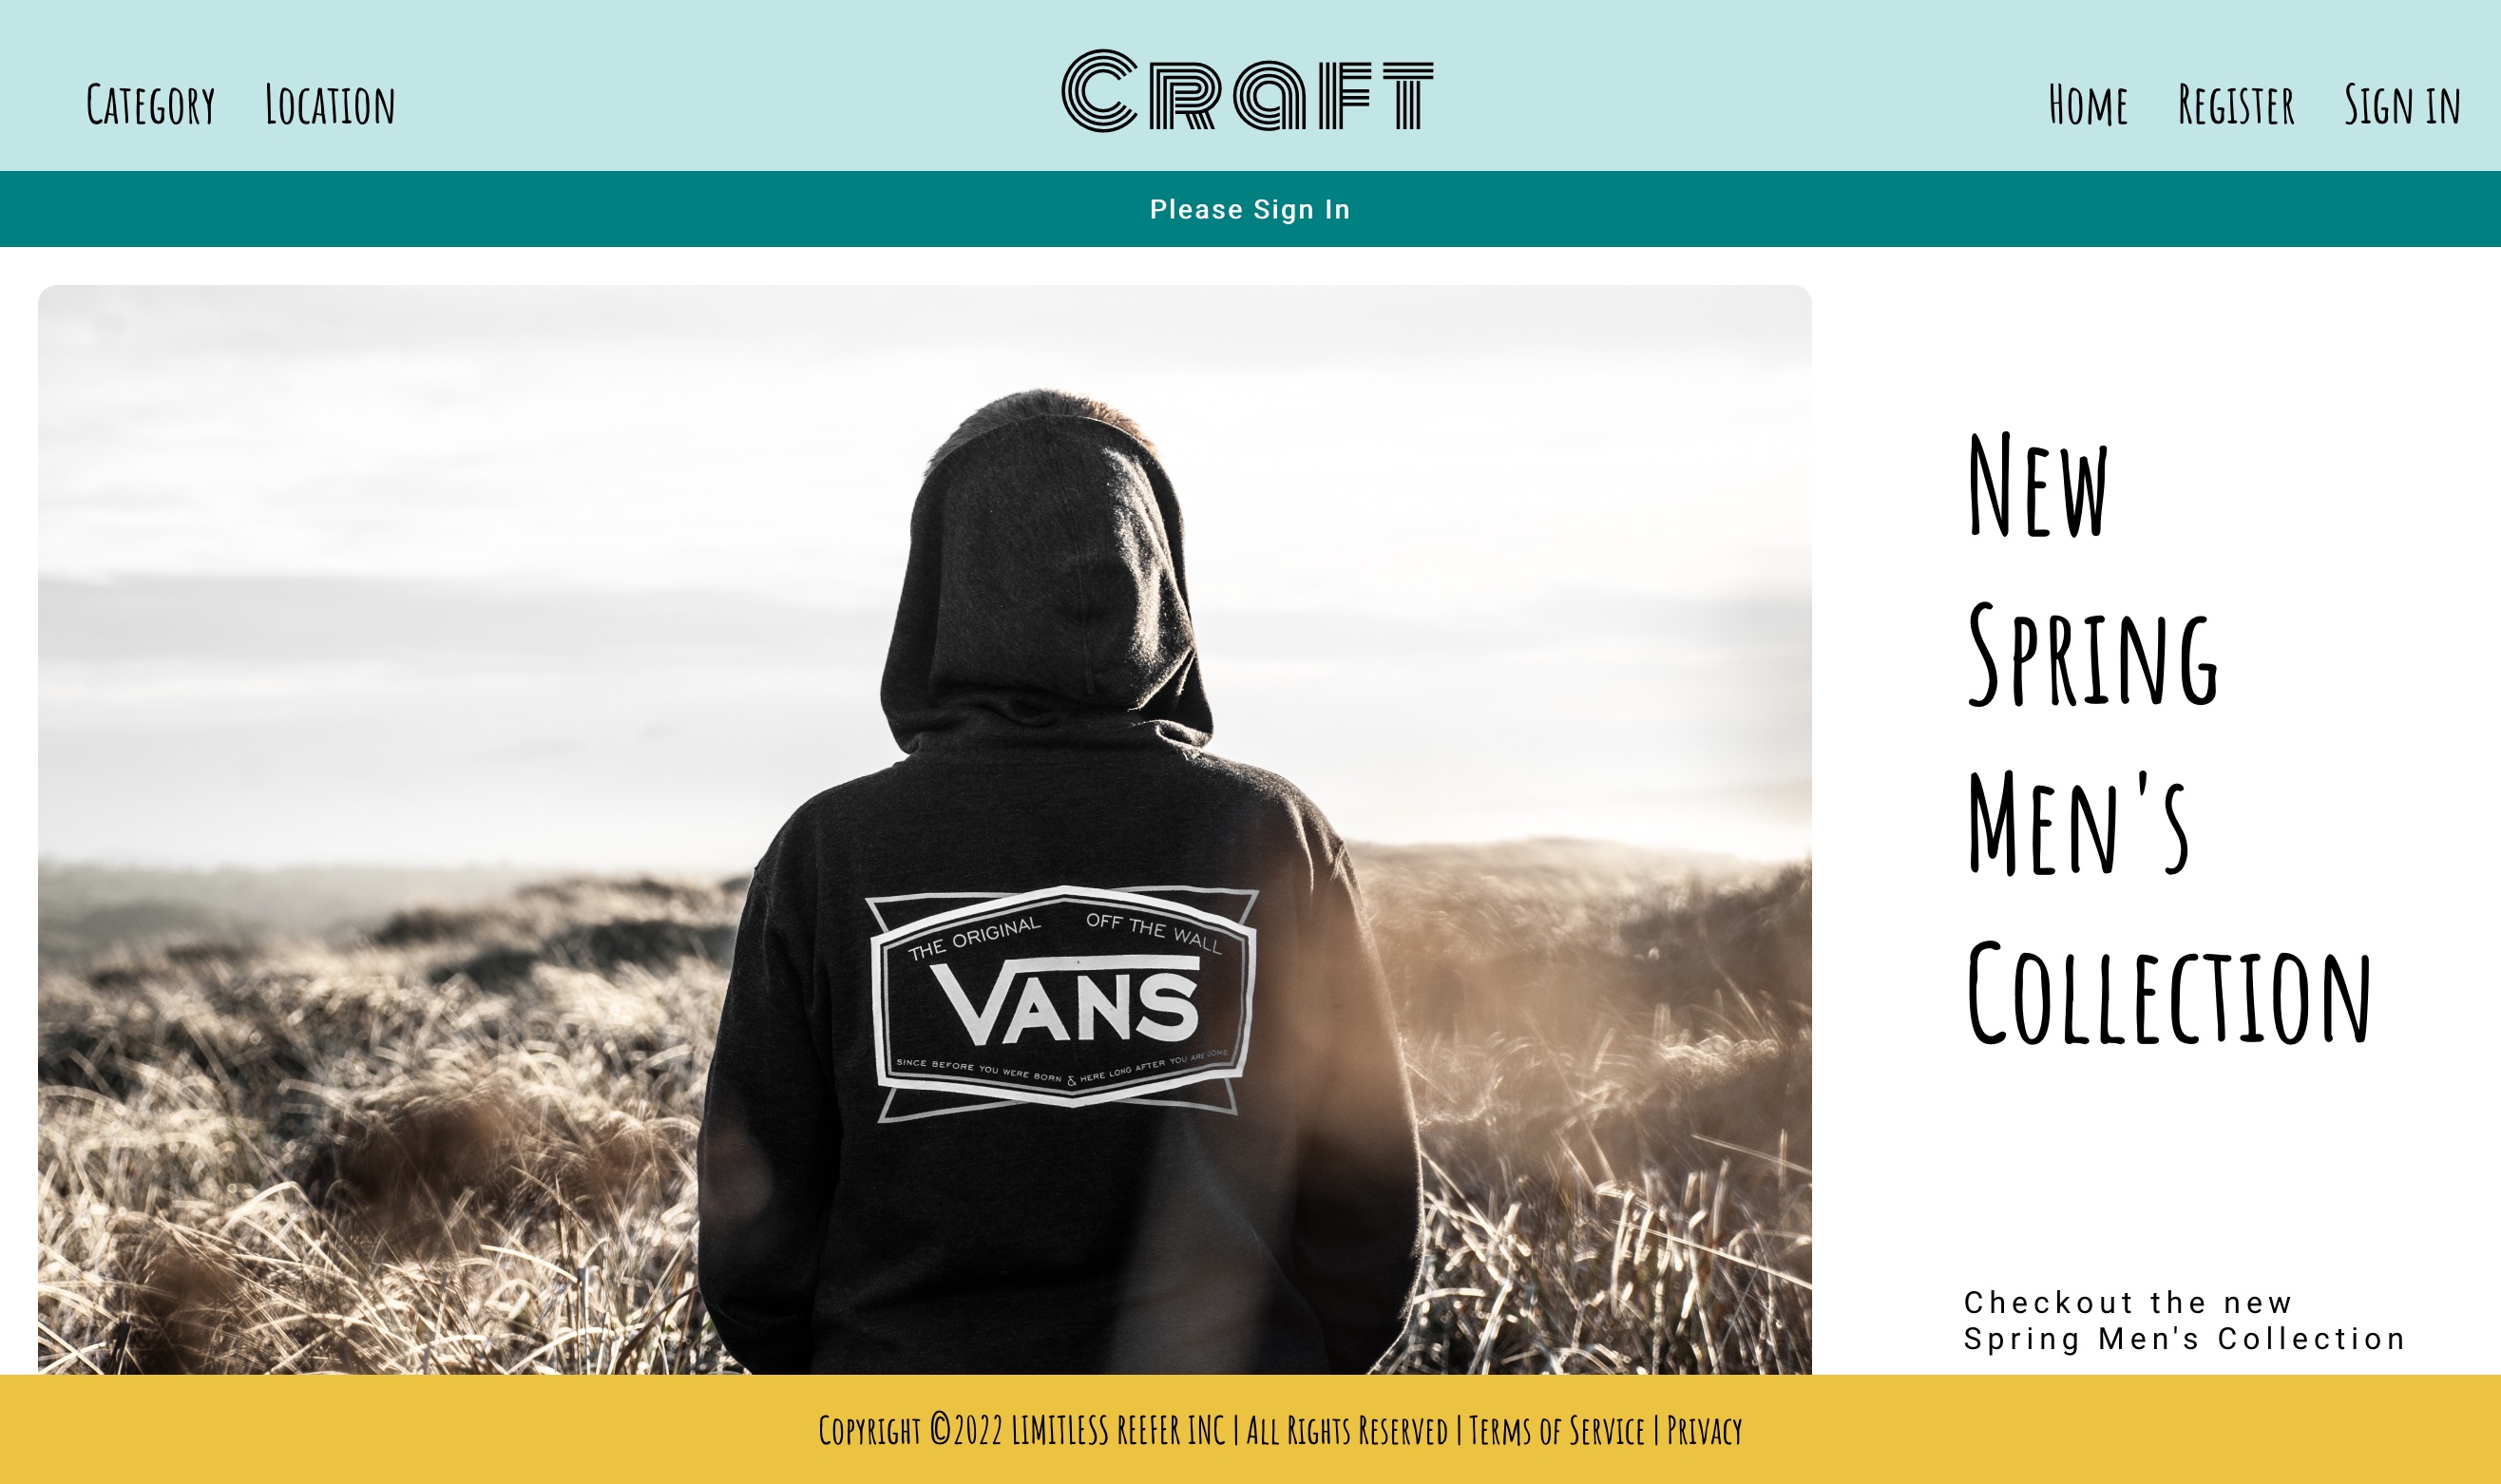 Category Location
Craft
Home Register Sign in
Please Sign In
New
Spring
Men's
Collection
THE ORIGINAL OFF THE WALL
VANS
SINCE BEFORE YOU WERE BORN & HERE LONG AFTER YOU ARE GONE
Checkout the new
Spring Men's Collection
Copyright ©2022 LIMITLESS REEFER INC | All Rights Reserved | Terms of Service | Privacy